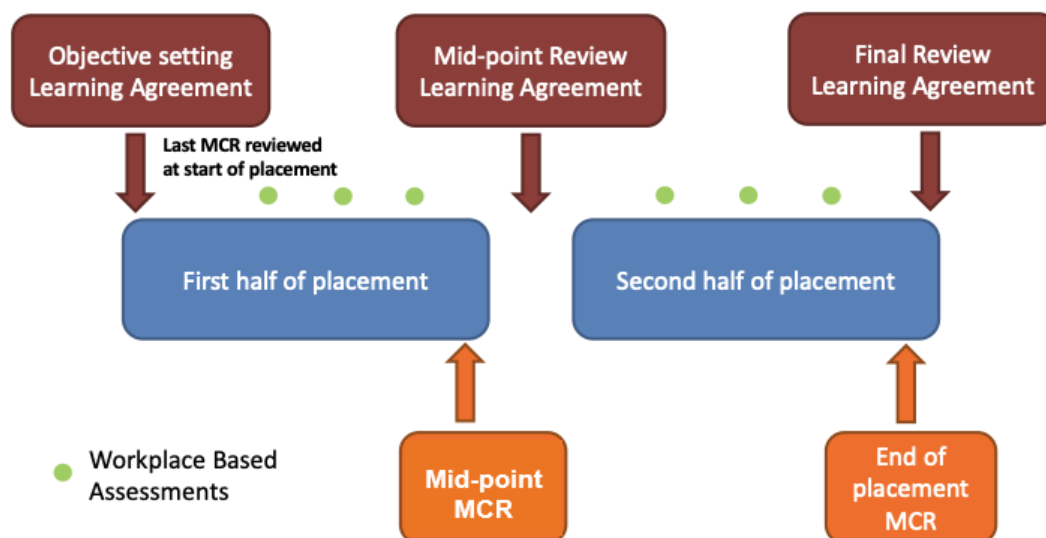 Objective setting
Learning Agreement
Mid-point Review
Learning Agreement
Final Review
Learning Agreement
Last MCR reviewed
at start of placement
First half of placement
Second half of placement
Workplace Based
Assessments
Mid-point
MCR
End of
placement
MCR